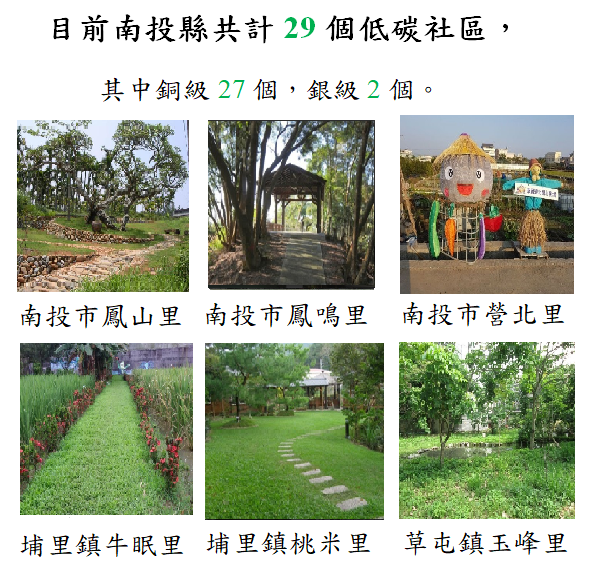 目前南投縣共計 29 個低碳社區，
其中銅級 27 個，銀級 2 個。
南投市鳳山里
南投市鳳鳴里
南投市營北里
埔里鎮牛眠里
埔里鎮桃米里
草屯鎮玉峰里